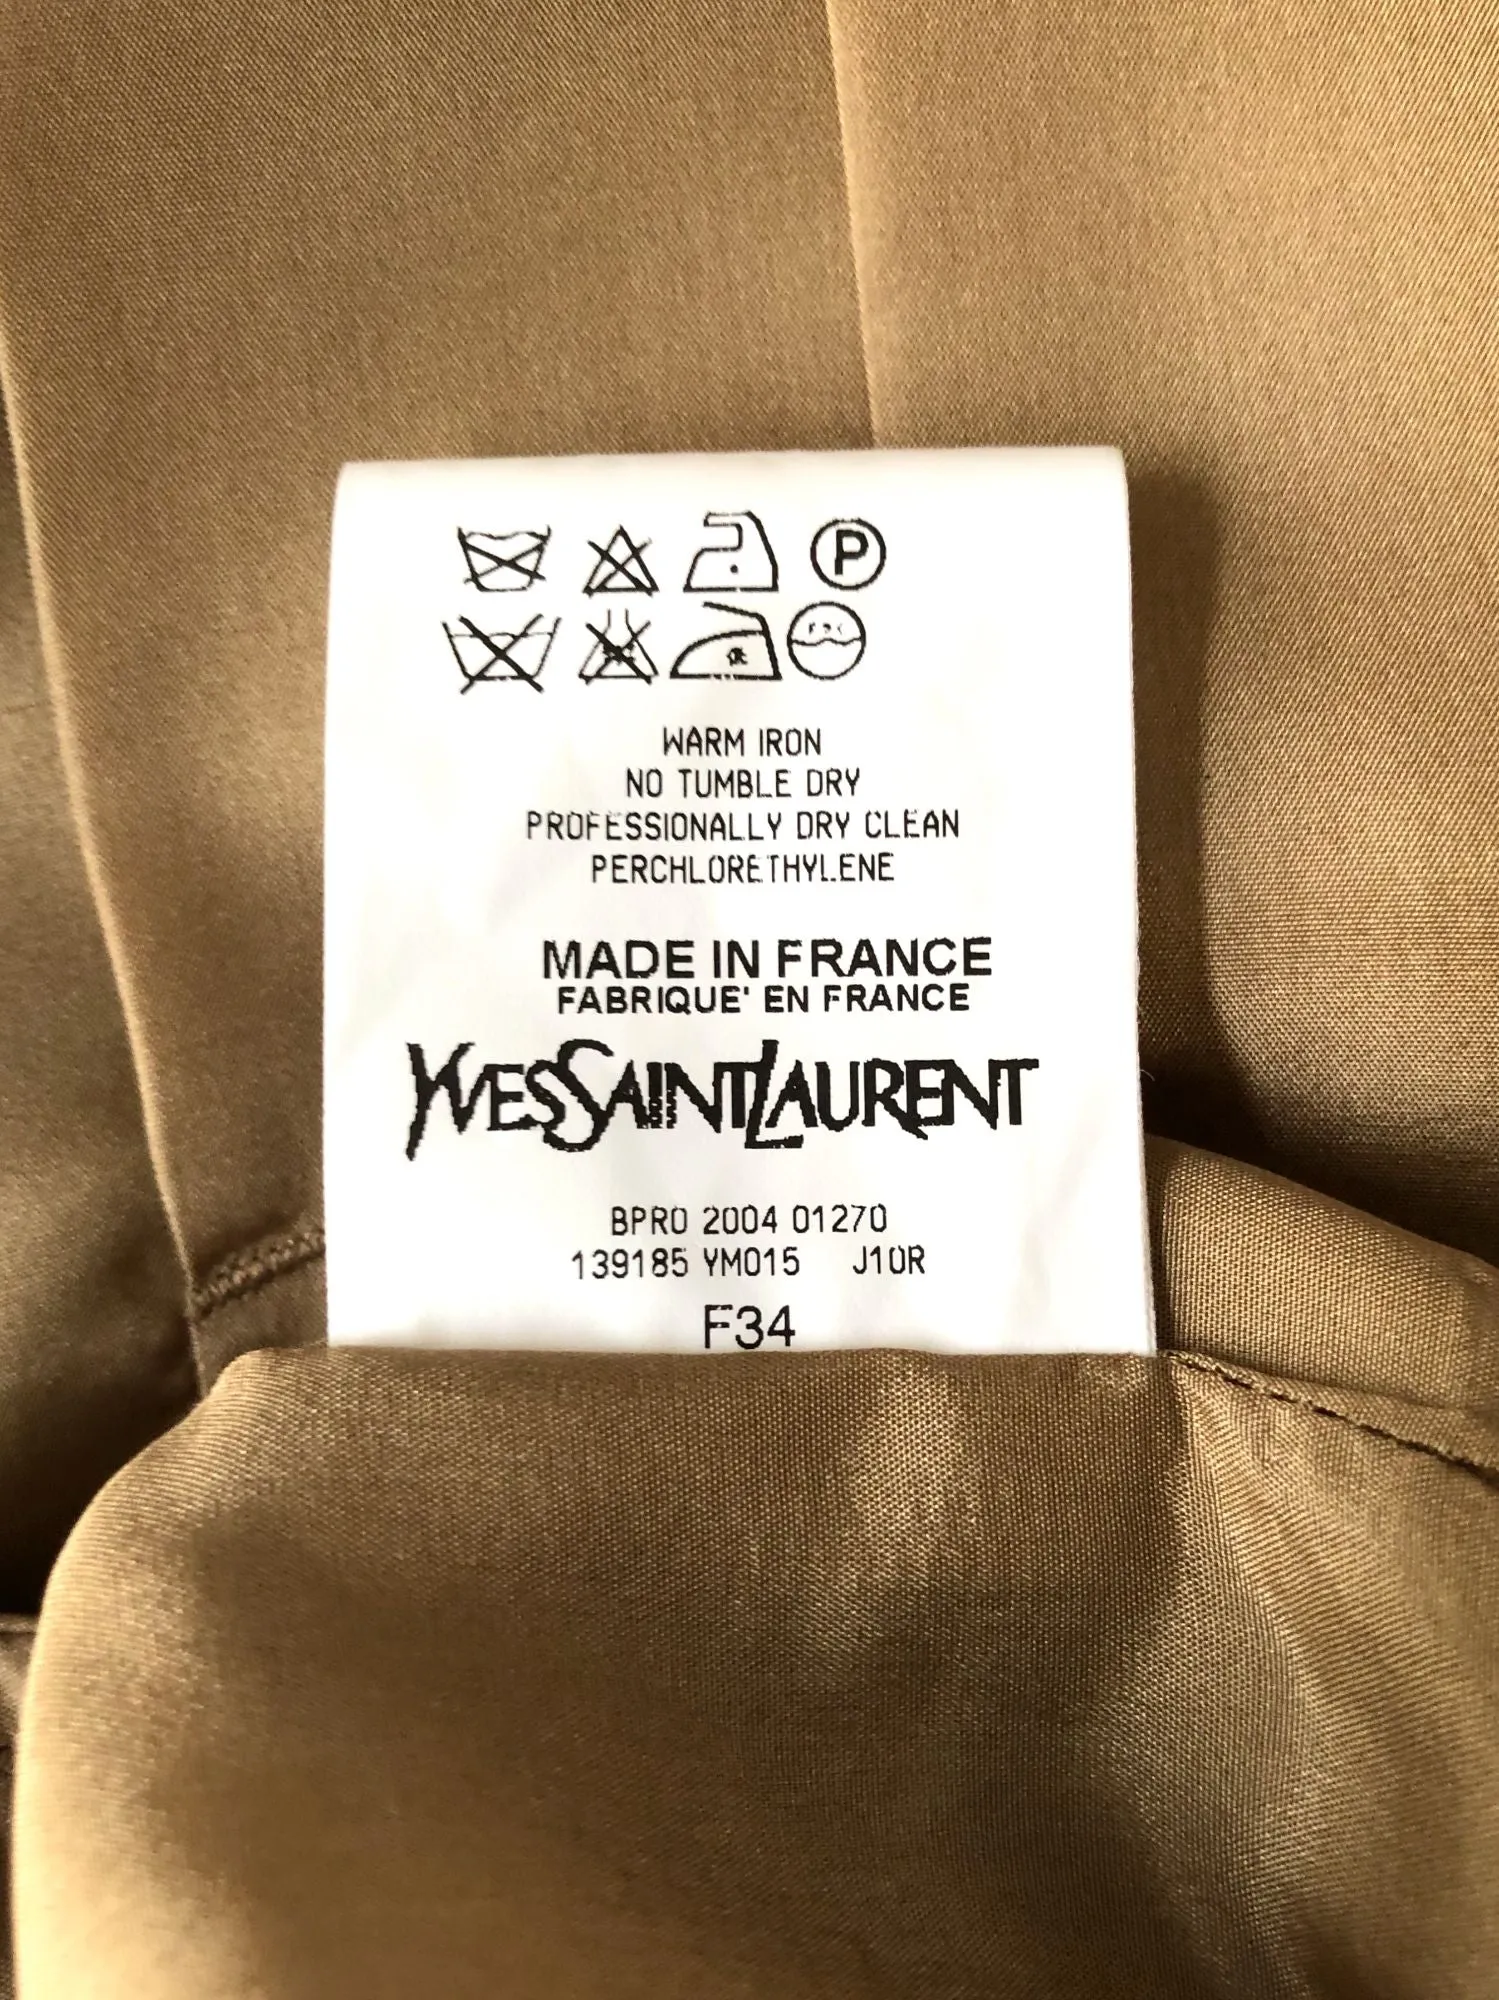 P
WARM IRON
NO TUMBLE DRY
PROFESSIONALLY DRY CLEAN
PERCHLORETHYLENE
MADE IN FRANCE
FABRIQUE' EN FRANCE
YVESSAINTLAURENT
BPRO 2004 01270
139185 YM015 J10R
F34